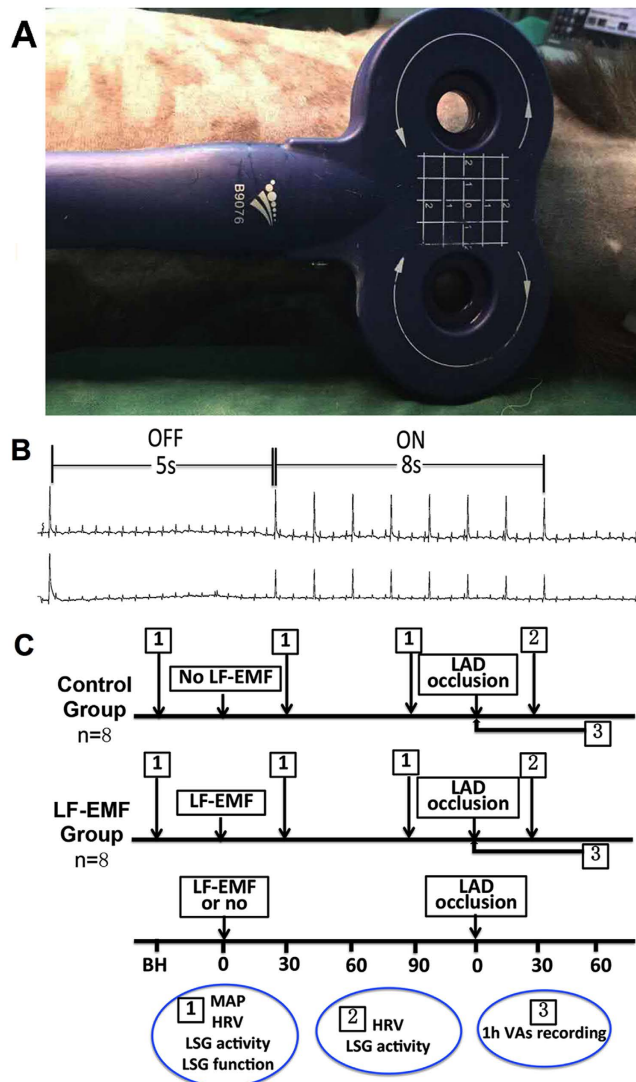 A
B9076
2
1
2 1 0 1 2
1
B
OFF
ON
5s
8s
C
1 1 1 2
Control Group
n=8
No LF-EMF
LAD occlusion
3
1 1 1 2
LF-EMF Group
n=8
LF-EMF
LAD occlusion
3
LF-EMF or no
LAD occlusion
BH 0 30 60 90 0 30 60
1 MAP
HRV
LSG activity
LSG function
2 HRV
LSG activity
3
1h VAs recording